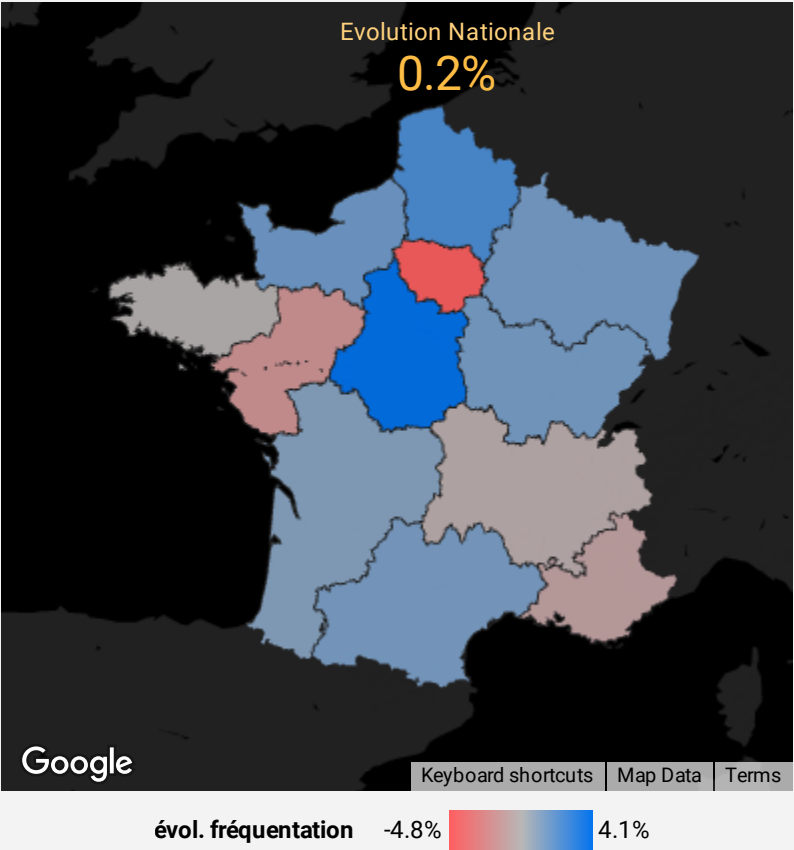 Evolution Nationale
0.2%
Google
Keyboard shortcuts Map Data Terms
évol. fréquentation -4.8% 4.1%